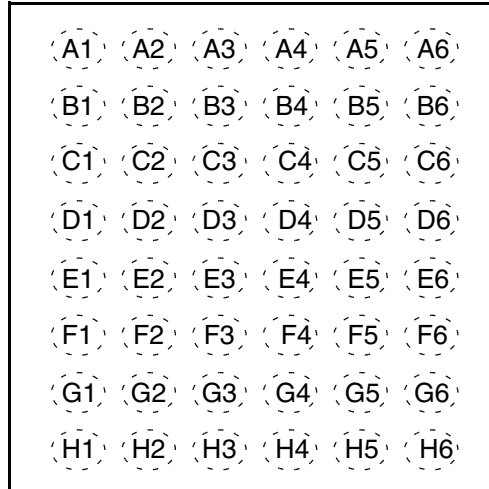 A1 A2 A3 A4 A5 A6
B1 B2 B3 B4 B5 B6
C1 C2 C3 C4 C5 C6
D1 D2 D3 D4 D5 D6
E1 E2 E3 E4 E5 E6
F1 F2 F3 F4 F5 F6
G1 G2 G3 G4 G5 G6
H1 H2 H3 H4 H5 H6